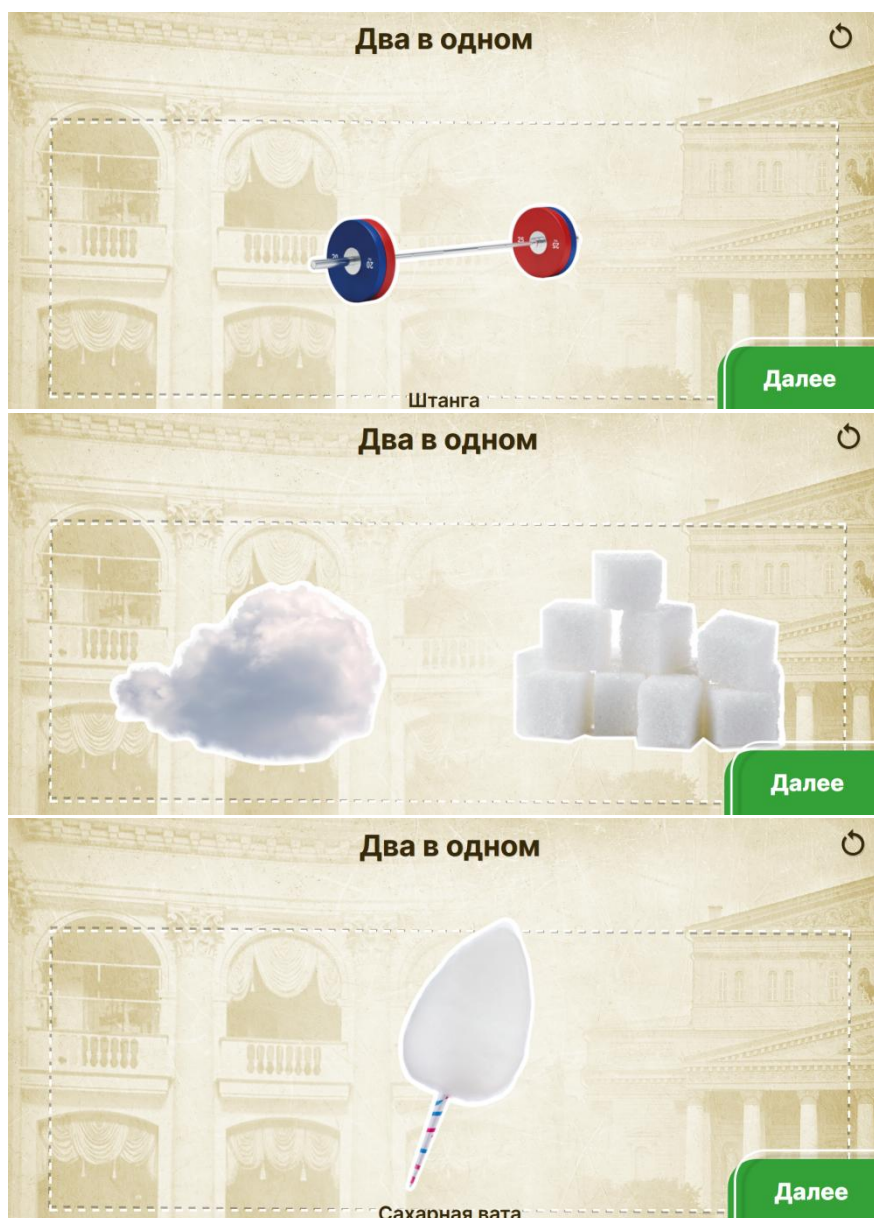 Два в одном
Штанга
Далее
Два в одном
Далее
Два в одном
Далее
Сахарная вата